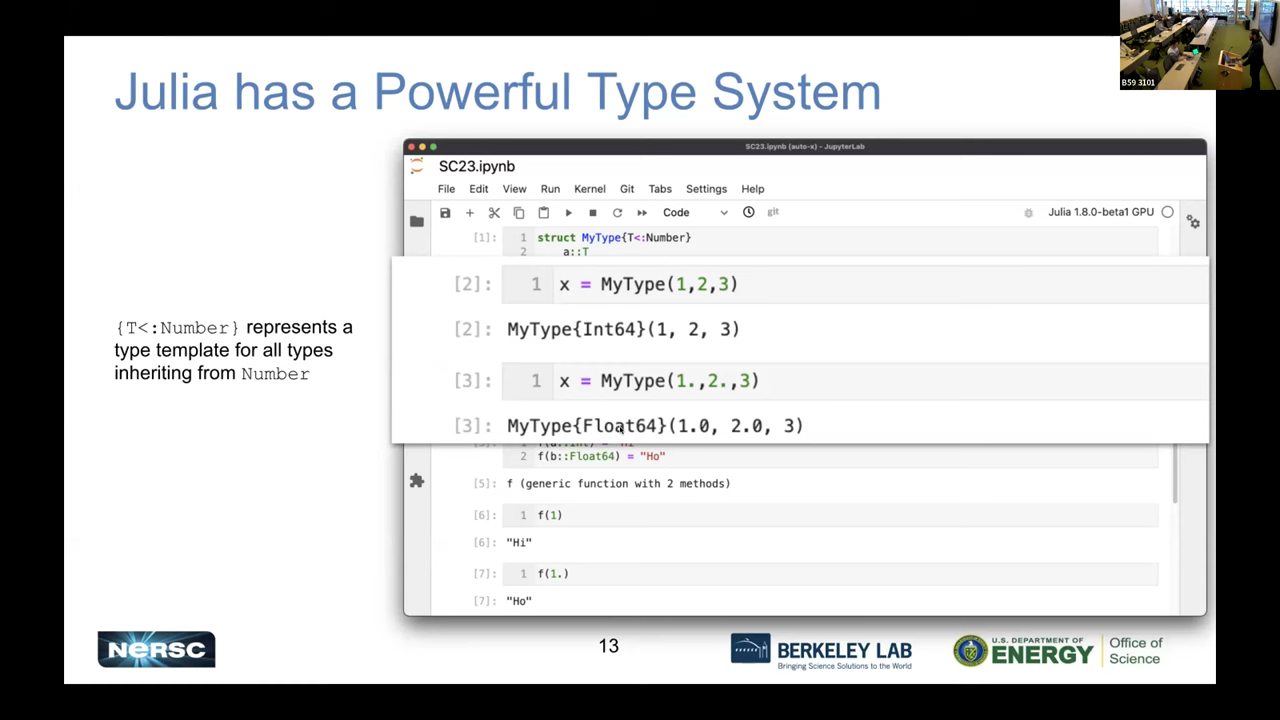 B59 3101
Julia has a Powerful Type System
{T<:Number} represents a
type template for all types
inheriting from Number
SC23.ipynb (auto-x) - JupyterLab
SC23.ipynb
File Edit View Run Kernel Git Tabs Settings Help
Code git Julia 1.8.0-beta1 GPU
[1]: 1 struct MyType{T<:Number}
2 a::T
[2]: 1 x = MyType(1,2,3)
[2]: MyType{Int64}(1, 2, 3)
[3]: 1 x = MyType(1.,2.,3)
[3]: MyType{Float64}(1.0, 2.0, 3)
2 f(b::Float64) = "Ho"
[5]: f (generic function with 2 methods)
[6]: 1 f(1)
[6]: "Hi"
[7]: 1 f(1.)
[7]: "Ho"
NERSC
13
BERKELEY LAB
Bringing Science Solutions to the World
U.S. DEPARTMENT OF
ENERGY
Office of
Science